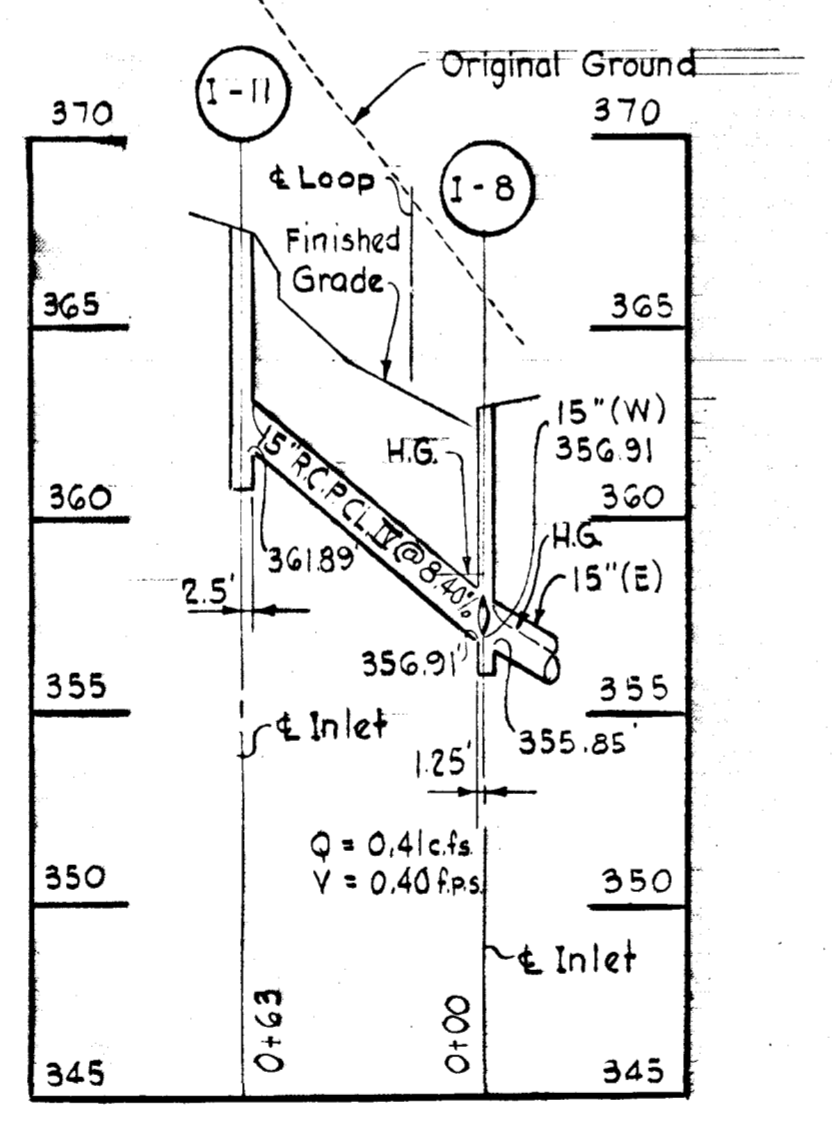 I-11
Original Ground
370
370
℄ Loop
I-8
Finished
Grade
365
365
15"(W)
356.91
H.G.
15" R.C.P. CL. IV @ 8.40%
360
360
H.G.
361.89'
15"(E)
2.5'
356.91'
355
355
℄ Inlet
355.85'
1.25'
Q = 0.41 c.fs.
V = 0.40 f.p.s.
350
350
℄ Inlet
0+63
0+00
345
345